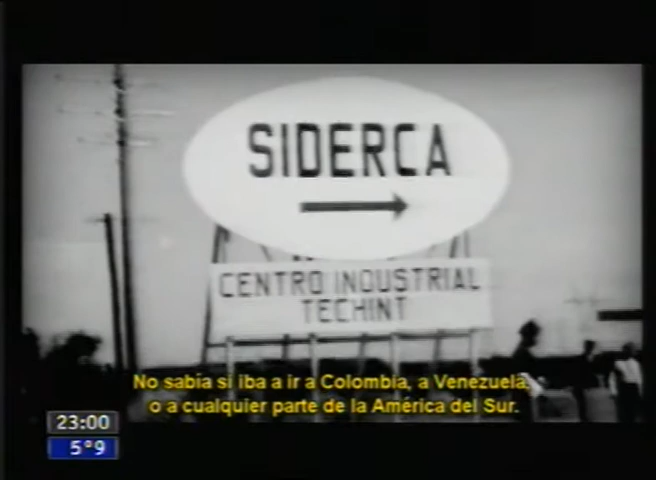 SIDERCA
CENTRO INDUSTRIAL
TECHINT
No sabía si iba a ir a Colombia, a Venezuela,
o a cualquier parte de la América del Sur.
23:00
5°9